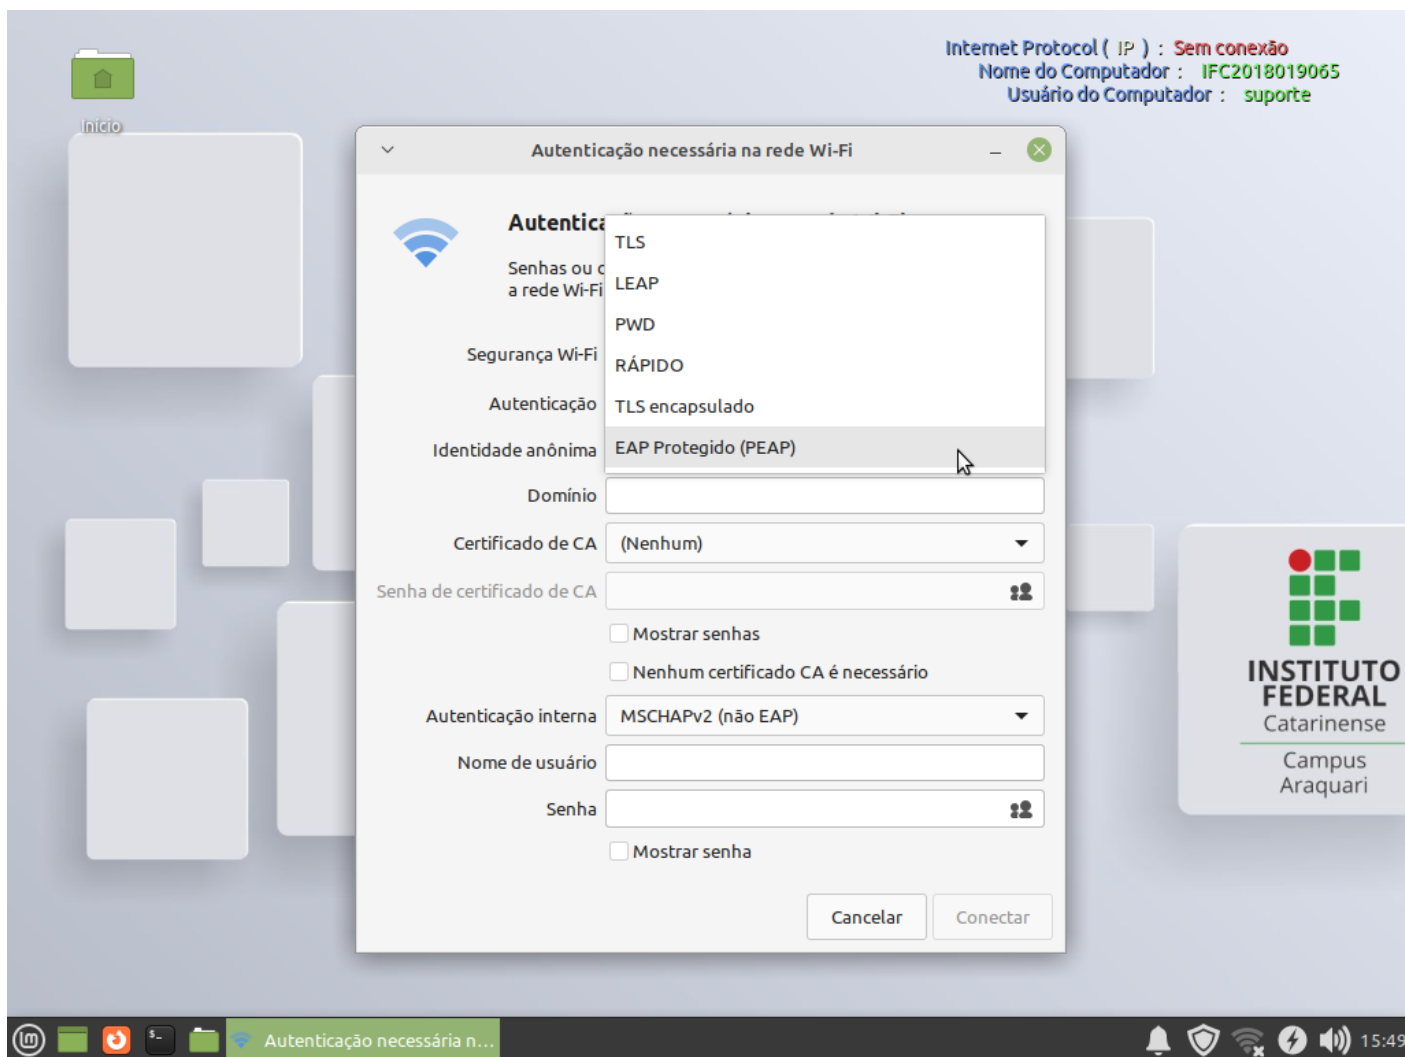 Internet Protocol ( IP ) : Sem conexão
Nome do Computador : IFC2018019065
Usuário do Computador : suporte
Início
Autenticação necessária na rede Wi-Fi
Senhas ou
a rede Wi-Fi
TLS
LEAP
PWD
Segurança Wi-Fi
RÁPIDO
Autenticação
TLS encapsulado
Identidade anônima
EAP Protegido (PEAP)
Domínio
Certificado de CA (Nenhum)
Senha de certificado de CA
Mostrar senhas
Nenhum certificado CA é necessário
Autenticação interna MSCHAPv2 (não EAP)
Nome de usuário
Senha
Mostrar senha
Cancelar Conectar
INSTITUTO
FEDERAL
Catarinense
Campus
Araquari
Autenticação necessária n...
15:49